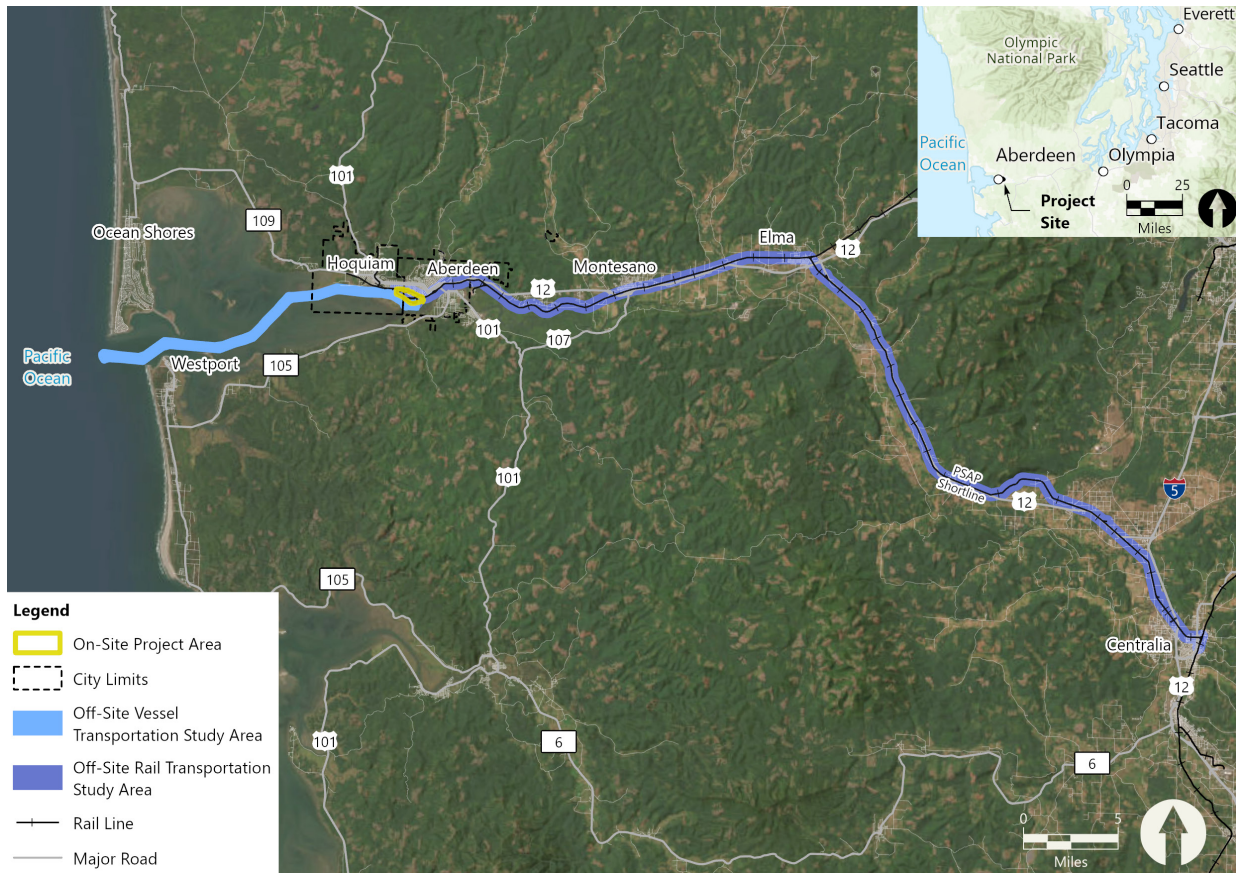 Everett
Olympic
National Park
Seattle
Tacoma
Pacific
Ocean
Aberdeen
Olympia
Project
Site
0 25
Miles
101
109
Ocean Shores
Hoquiam
Aberdeen
12
Montesano
Elma
12
101
107
Pacific
Ocean
Westport
105
101
PSAP
Shortline
12
5
105
Centralia
12
101
6
6
0 5
Miles
Legend
On-Site Project Area
City Limits
Off-Site Vessel
Transportation Study Area
Off-Site Rail Transportation
Study Area
Rail Line
Major Road